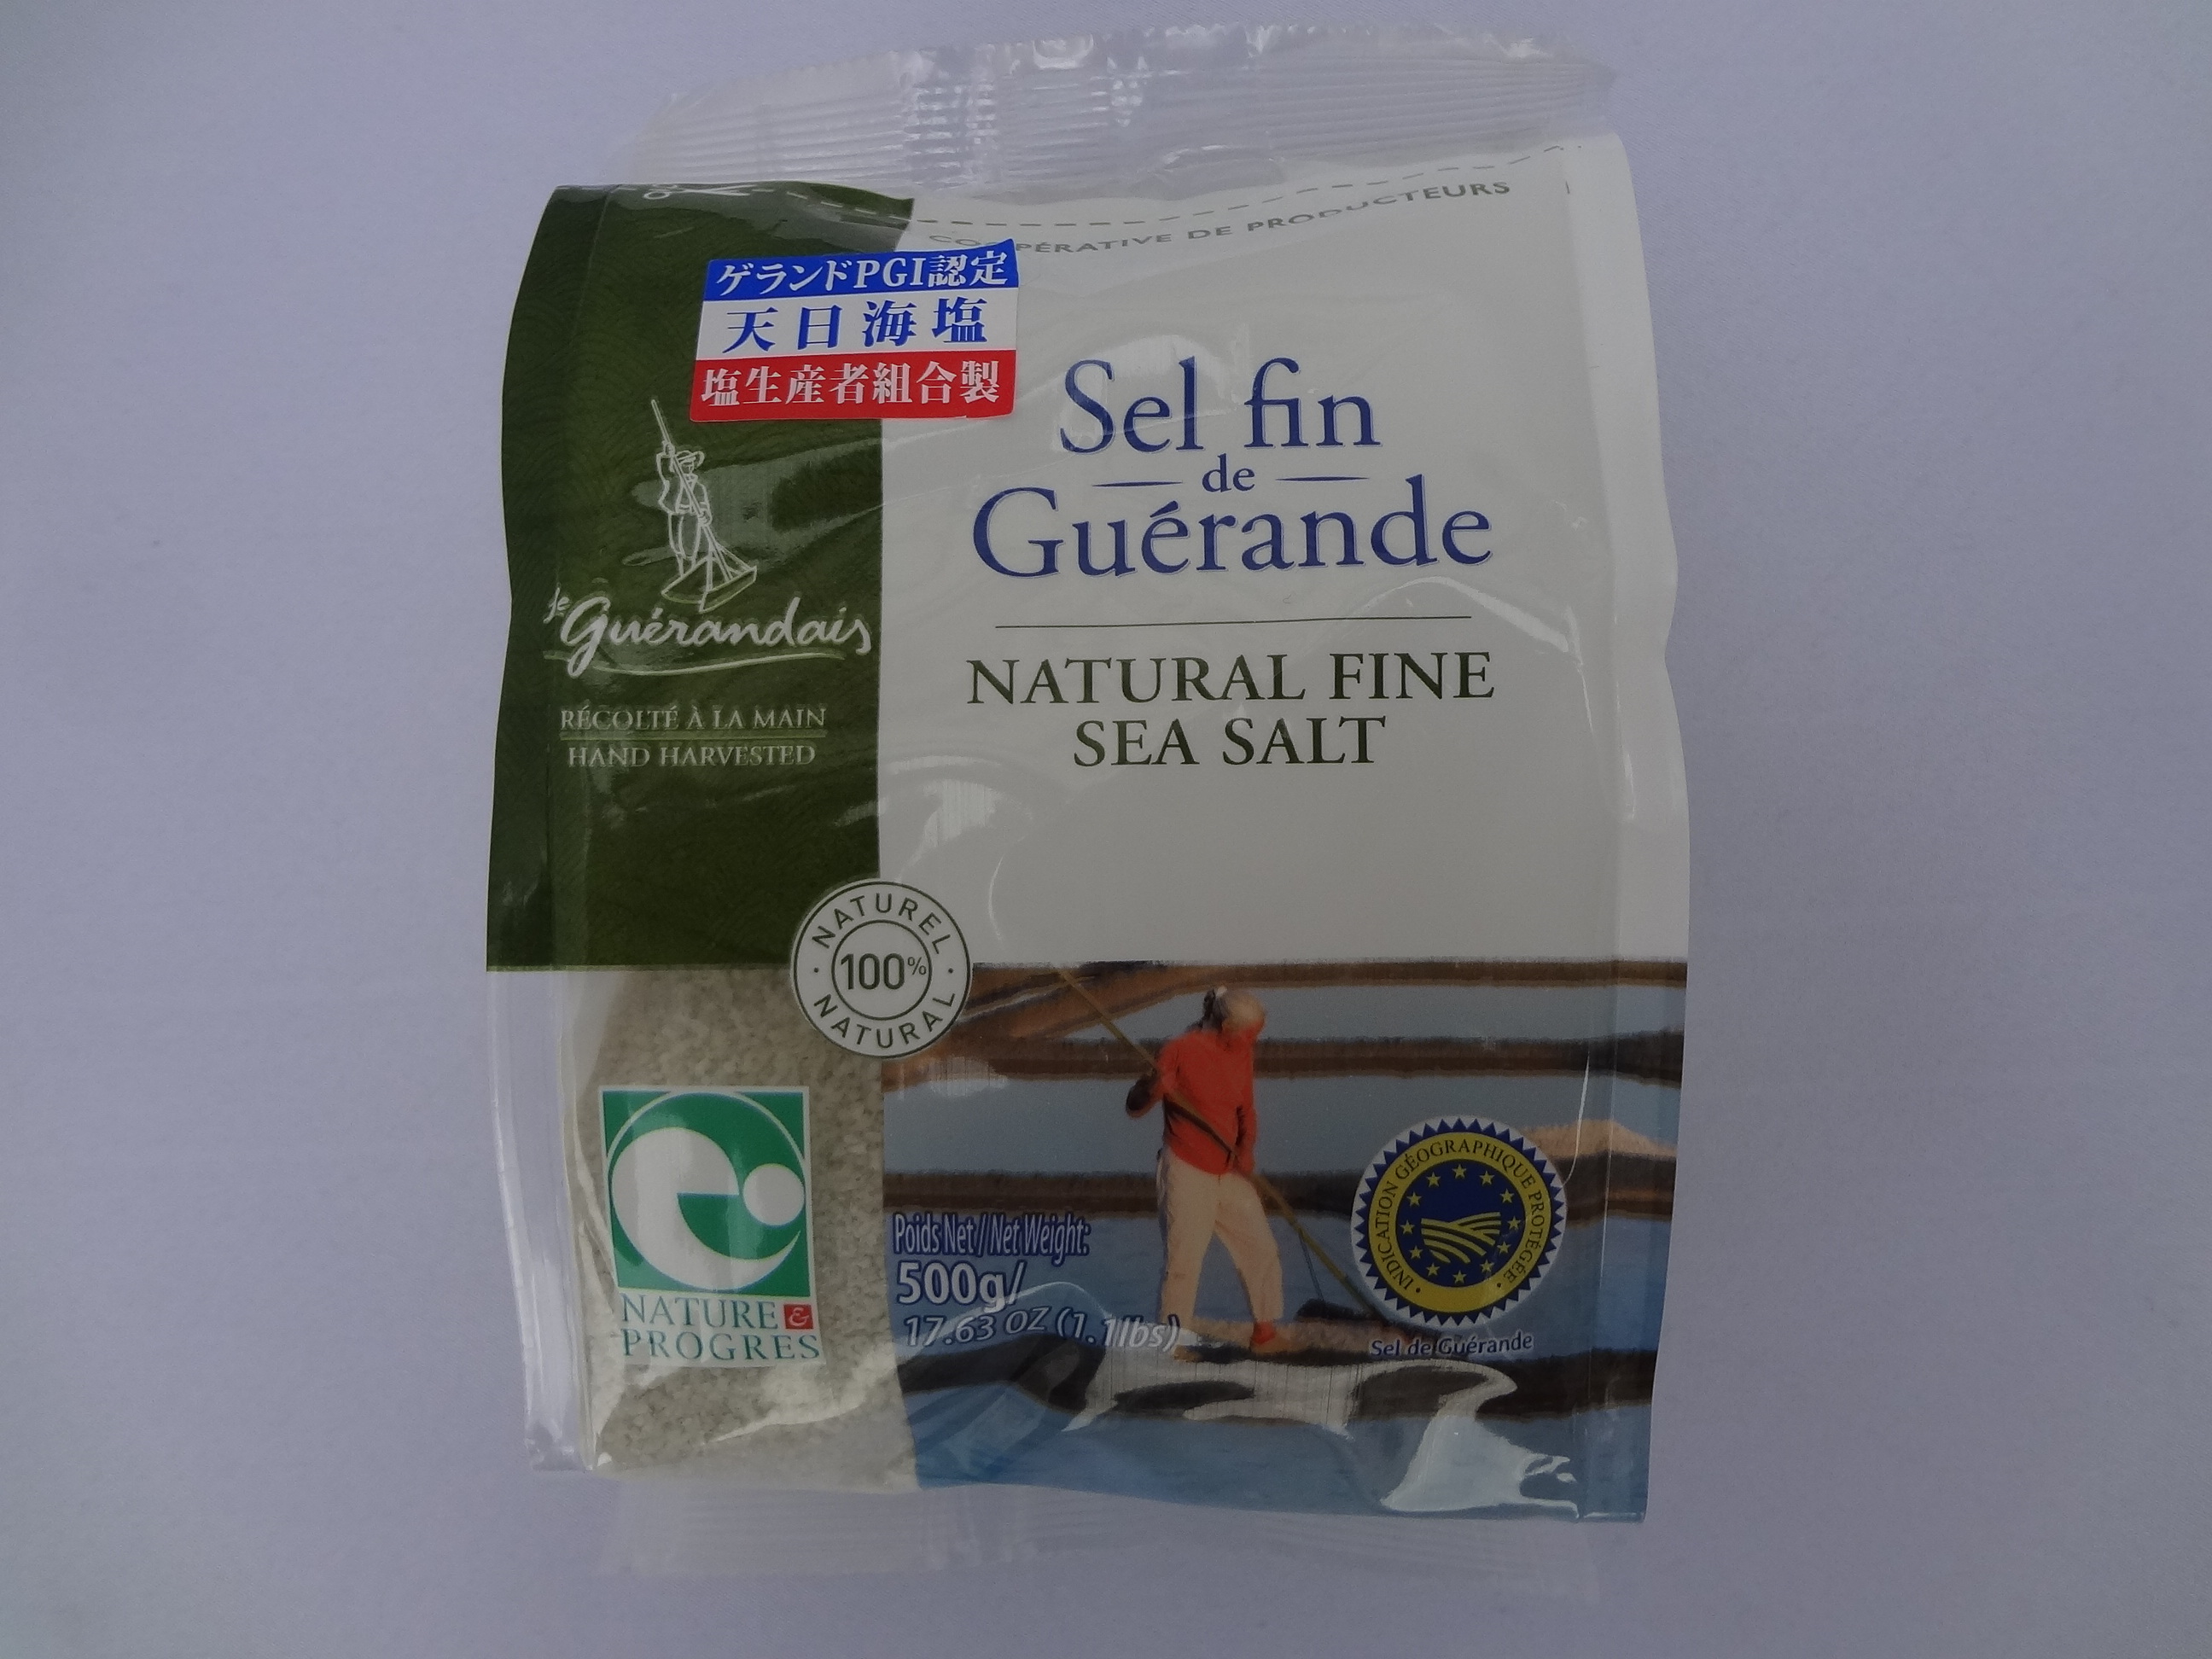 COOPÉRATIVE DE PRODUCTEURS
ゲランドPGI認定
天日海塩
塩生産者組合製
Sel fin
de
Guérande
NATURAL FINE
SEA SALT
le Guérandais
RÉCOLTÉ À LA MAIN
HAND HARVESTED
NATUREL
100%
NATURAL
NATURE & PROGRES
Poids Net / Net Weight:
500g/
17.63 OZ (1.1lbs)
INDICATION GÉOGRAPHIQUE PROTÉGÉE
Sel de Guérande